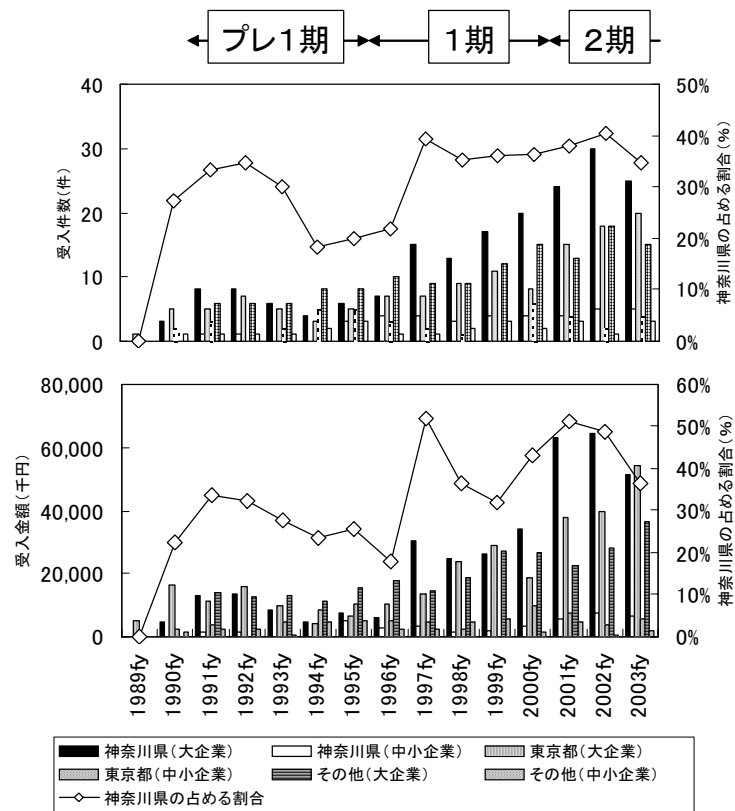 プレ1期 1期 2期
40
30
20
10
0
受入件数(件)
50%
40%
30%
20%
10%
0%
神奈川県の占める割合(%)
80,000
60,000
40,000
20,000
0
受入金額(千円)
60%
50%
40%
30%
20%
10%
0%
神奈川県の占める割合(%)
1989fy 1990fy 1991fy 1992fy 1993fy 1994fy 1995fy 1996fy 1997fy 1998fy 1999fy 2000fy 2001fy 2002fy 2003fy
神奈川県(大企業) 神奈川県(中小企業) 東京都(大企業)
東京都(中小企業) その他(大企業) その他(中小企業)
神奈川県の占める割合